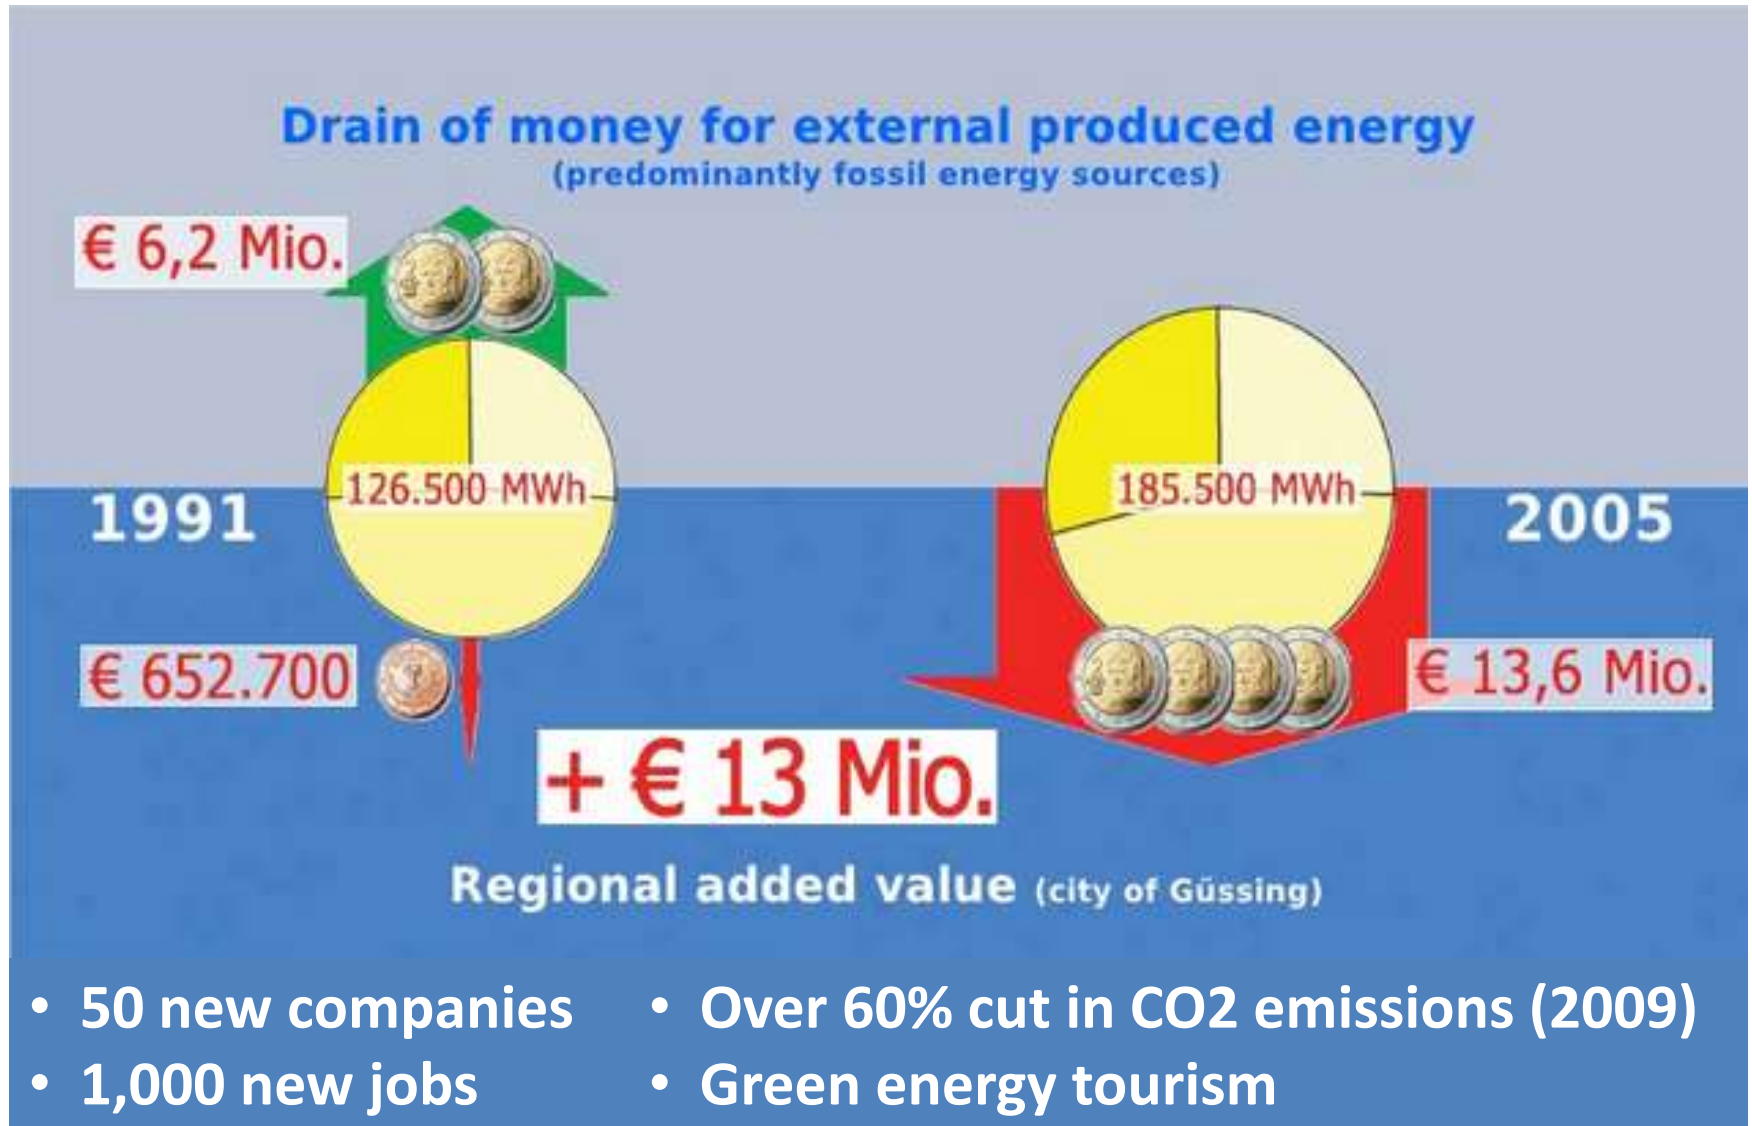 Drain of money for external produced energy
(predominantly fossil energy sources)
€ 6,2 Mio.
126.500 MWh
185.500 MWh
1991
2005
€ 652.700
€ 13,6 Mio.
+ € 13 Mio.
Regional added value (city of Güssing)
• 50 new companies
• 1,000 new jobs
• Over 60% cut in CO2 emissions (2009)
• Green energy tourism